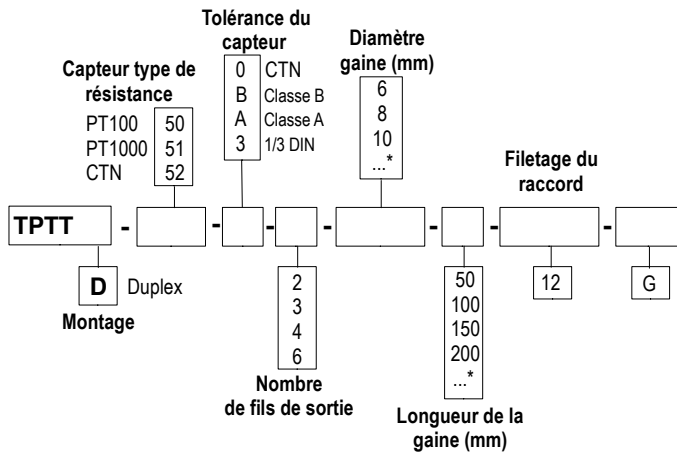 Tolérance du
capteur
0 CTN
B Classe B
A Classe A
3 1/3 DIN
Diamètre
gaine (mm)
6
8
10
...*
Capteur type de
résistance
PT100 50
PT1000 51
CTN 52
Filetage du
raccord
TPTT - - - - - - -
D Duplex
Montage
2
3
4
6
Nombre
de fils de sortie
50
100
150
200
...*
Longueur de la
gaine (mm)
12
G